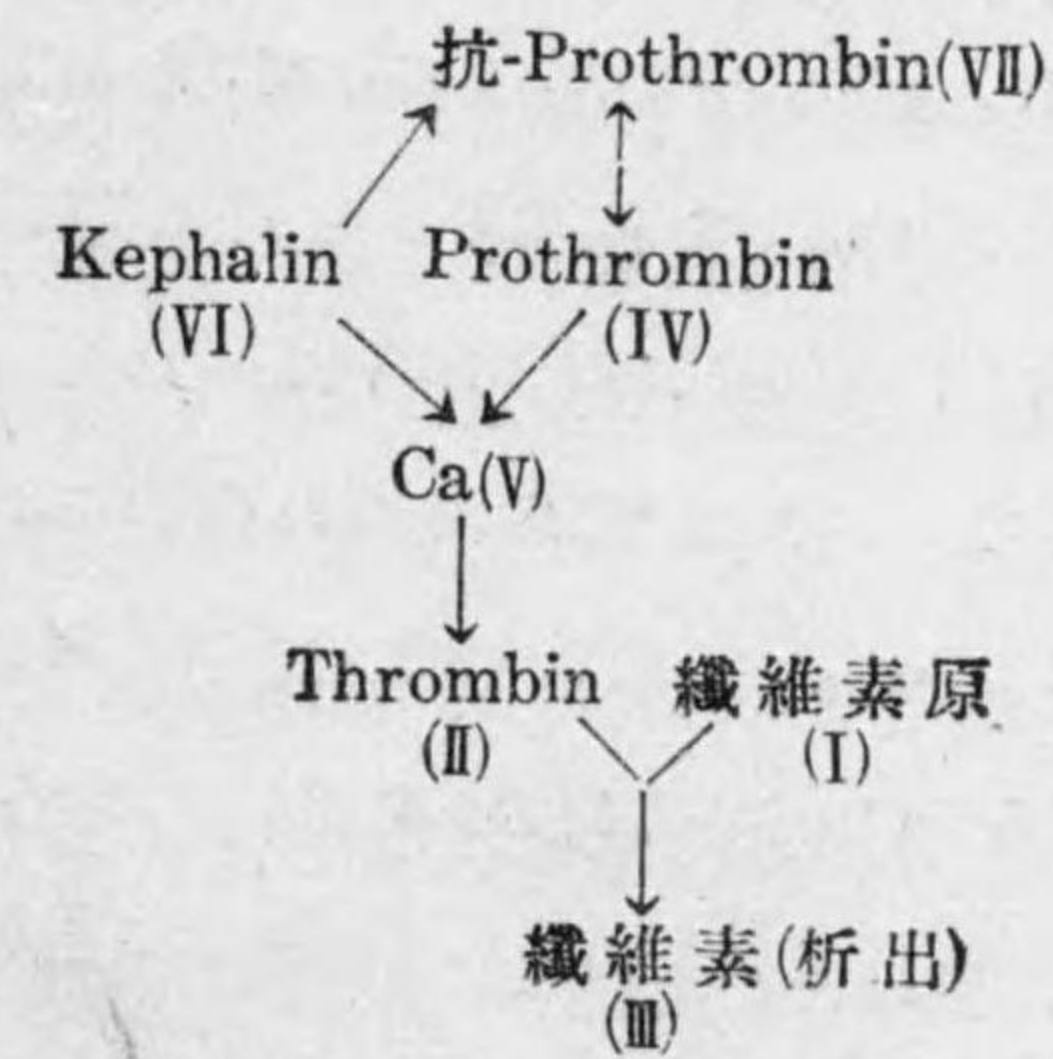 抗-Prothrombin(Ⅶ)
Kephalin Prothrombin
(Ⅵ) (Ⅳ)
Ca(Ⅴ)
Thrombin 纖維素原
(Ⅱ) (Ⅰ)
纖維素(析出)
(Ⅲ)